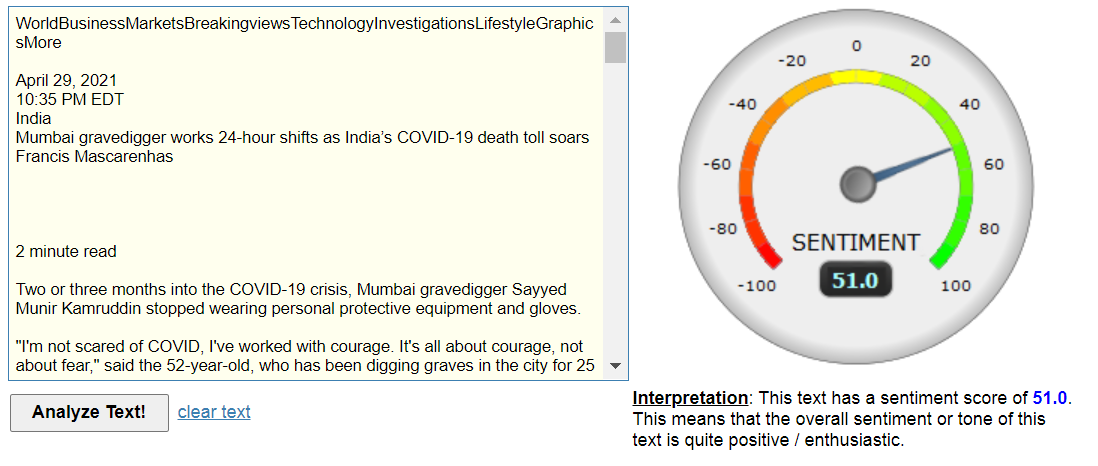 WorldBusinessMarketsBreakingviewsTechnologyInvestigationsLifestyleGraphic
sMore
April 29, 2021
10:35 PM EDT
India
Mumbai gravedigger works 24-hour shifts as India’s COVID-19 death toll soars
Francis Mascarenhas
2 minute read
Two or three months into the COVID-19 crisis, Mumbai gravedigger Sayyed
Munir Kamruddin stopped wearing personal protective equipment and gloves.
"I'm not scared of COVID, I've worked with courage. It's all about courage, not
about fear," said the 52-year-old, who has been digging graves in the city for 25
Analyze Text! clear text
0
-20 20
-40 40
-60 60
-80 80
SENTIMENT
-100 51.0 100
Interpretation: This text has a sentiment score of 51.0.
This means that the overall sentiment or tone of this
text is quite positive / enthusiastic.